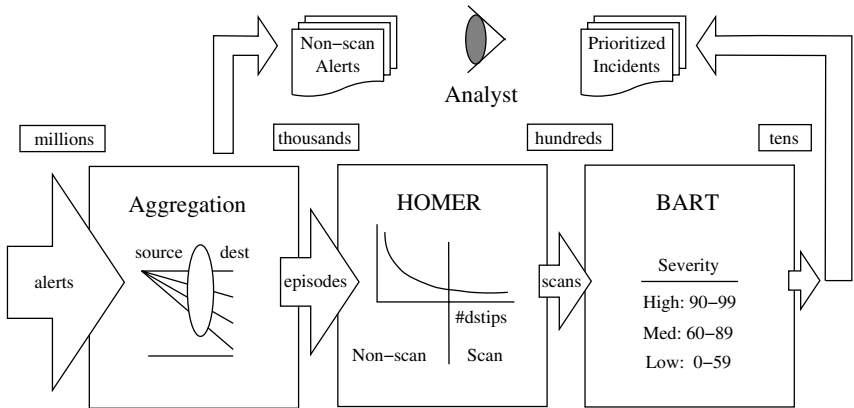 Non−scan
Alerts
Analyst
Prioritized
Incidents
millions
thousands
hundreds
tens
Aggregation
source
dest
alerts
episodes
HOMER
#dstips
Non−scan
Scan
scans
BART
Severity
High: 90−99
Med: 60−89
Low: 0−59